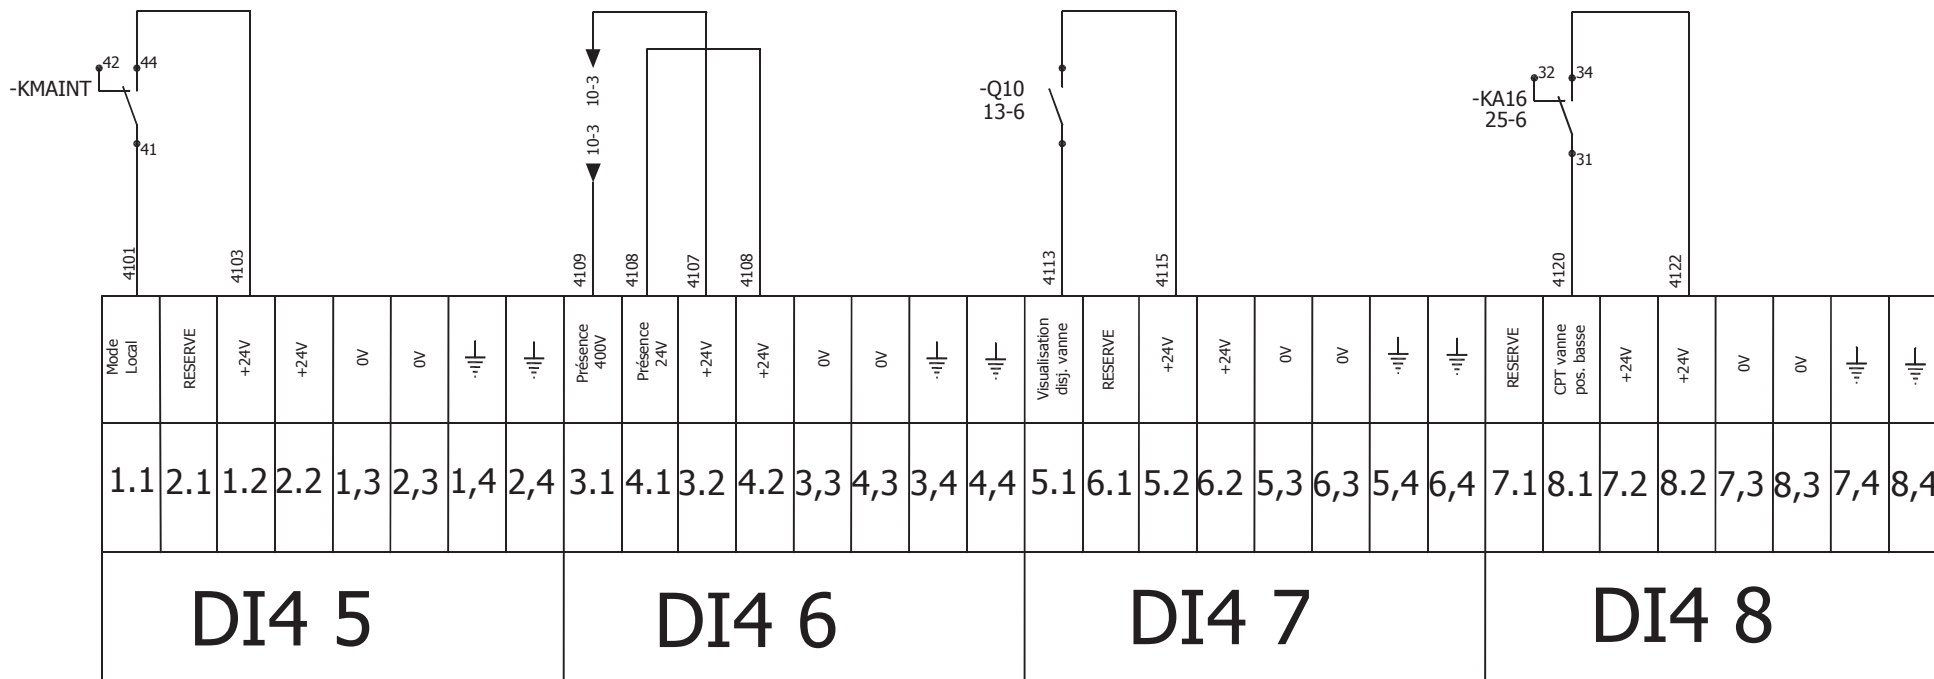 42
44
-KMAINT
41
4101
4103
10-3
10-3
4109
4108
4107
4108
-Q10
13-6
4113
4115
32
34
-KA16
25-6
31
4120
4122
Mode
Local
RESERVE
+24V
+24V
0V
0V
Présence
400V
Présence
24V
+24V
+24V
0V
0V
Visualisation
disj. vanne
RESERVE
+24V
+24V
0V
0V
RESERVE
CPT vanne
pos. basse
+24V
+24V
0V
0V
1.1 2.1 1.2 2.2 1,3 2,3 1,4 2,4 3.1 4.1 3.2 4.2 3,3 4,3 3,4 4,4 5.1 6.1 5.2 6.2 5,3 6,3 5,4 6,4 7.1 8.1 7.2 8.2 7,3 8,3 7,4 8,4
DI4 5 DI4 6 DI4 7 DI4 8